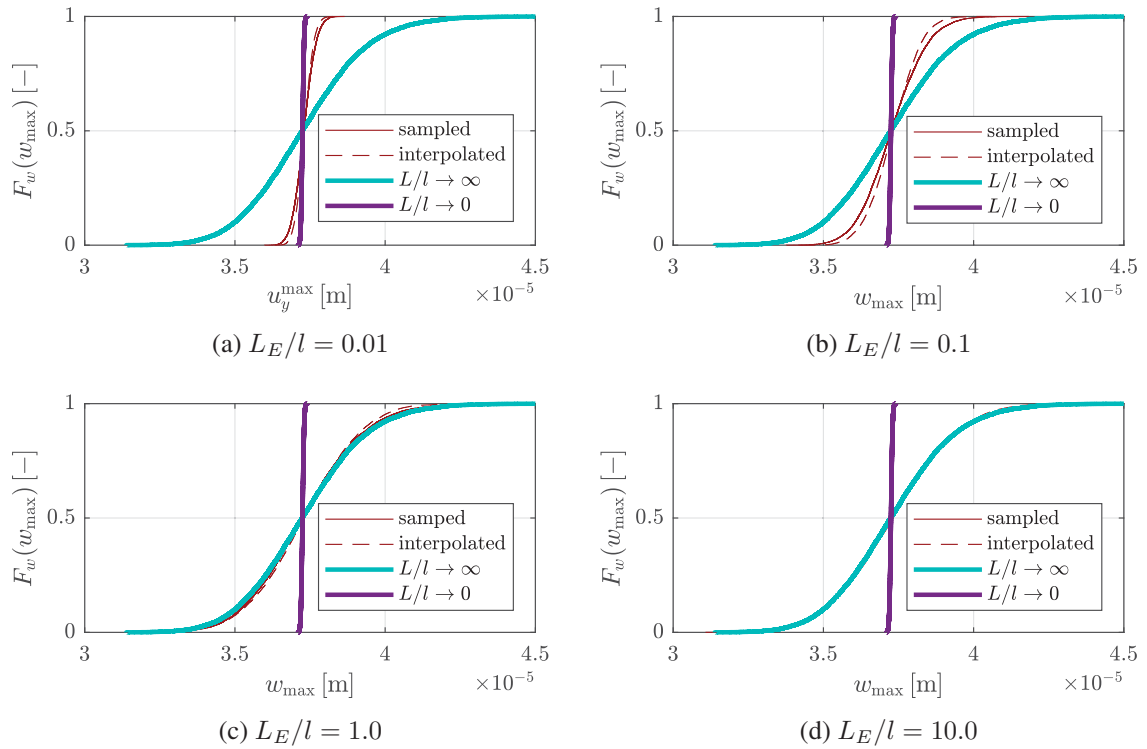 1
0.5
0
F_w(w_max) [−]
sampled
interpolated
L/l → ∞
L/l → 0
3 3.5 4 4.5
u_y^max [m]
×10⁻⁵
(a) L_E/l = 0.01
1
0.5
0
F_w(w_max) [−]
sampled
interpolated
L/l → ∞
L/l → 0
3 3.5 4 4.5
w_max [m]
×10⁻⁵
(b) L_E/l = 0.1
1
0.5
0
F_w(w_max) [−]
samped
interpolated
L/l → ∞
L/l → 0
3 3.5 4 4.5
w_max [m]
×10⁻⁵
(c) L_E/l = 1.0
1
0.5
0
F_w(w_max) [−]
sampled
interpolated
L/l → ∞
L/l → 0
3 3.5 4 4.5
w_max [m]
×10⁻⁵
(d) L_E/l = 10.0